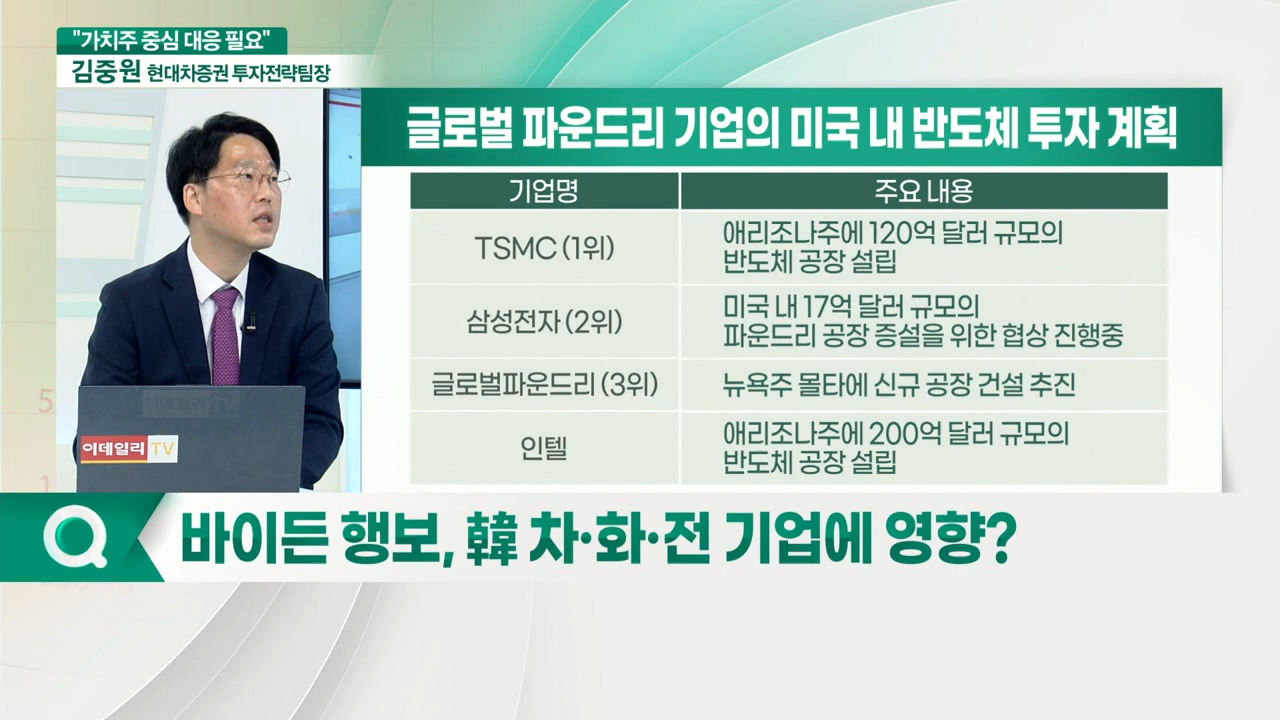 "가치주 중심 대응 필요"
김중원 현대차증권 투자전략팀장
글로벌 파운드리 기업의 미국 내 반도체 투자 계획
기업명 주요 내용
TSMC (1위) 애리조나주에 120억 달러 규모의
반도체 공장 설립
삼성전자 (2위) 미국 내 17억 달러 규모의
파운드리 공장 증설을 위한 협상 진행중
글로벌파운드리 (3위) 뉴욕주 몰타에 신규 공장 건설 추진
인텔 애리조나주에 200억 달러 규모의
반도체 공장 설립
이데일리 TV
5
1
바이든 행보, 韓 차·화·전 기업에 영향?